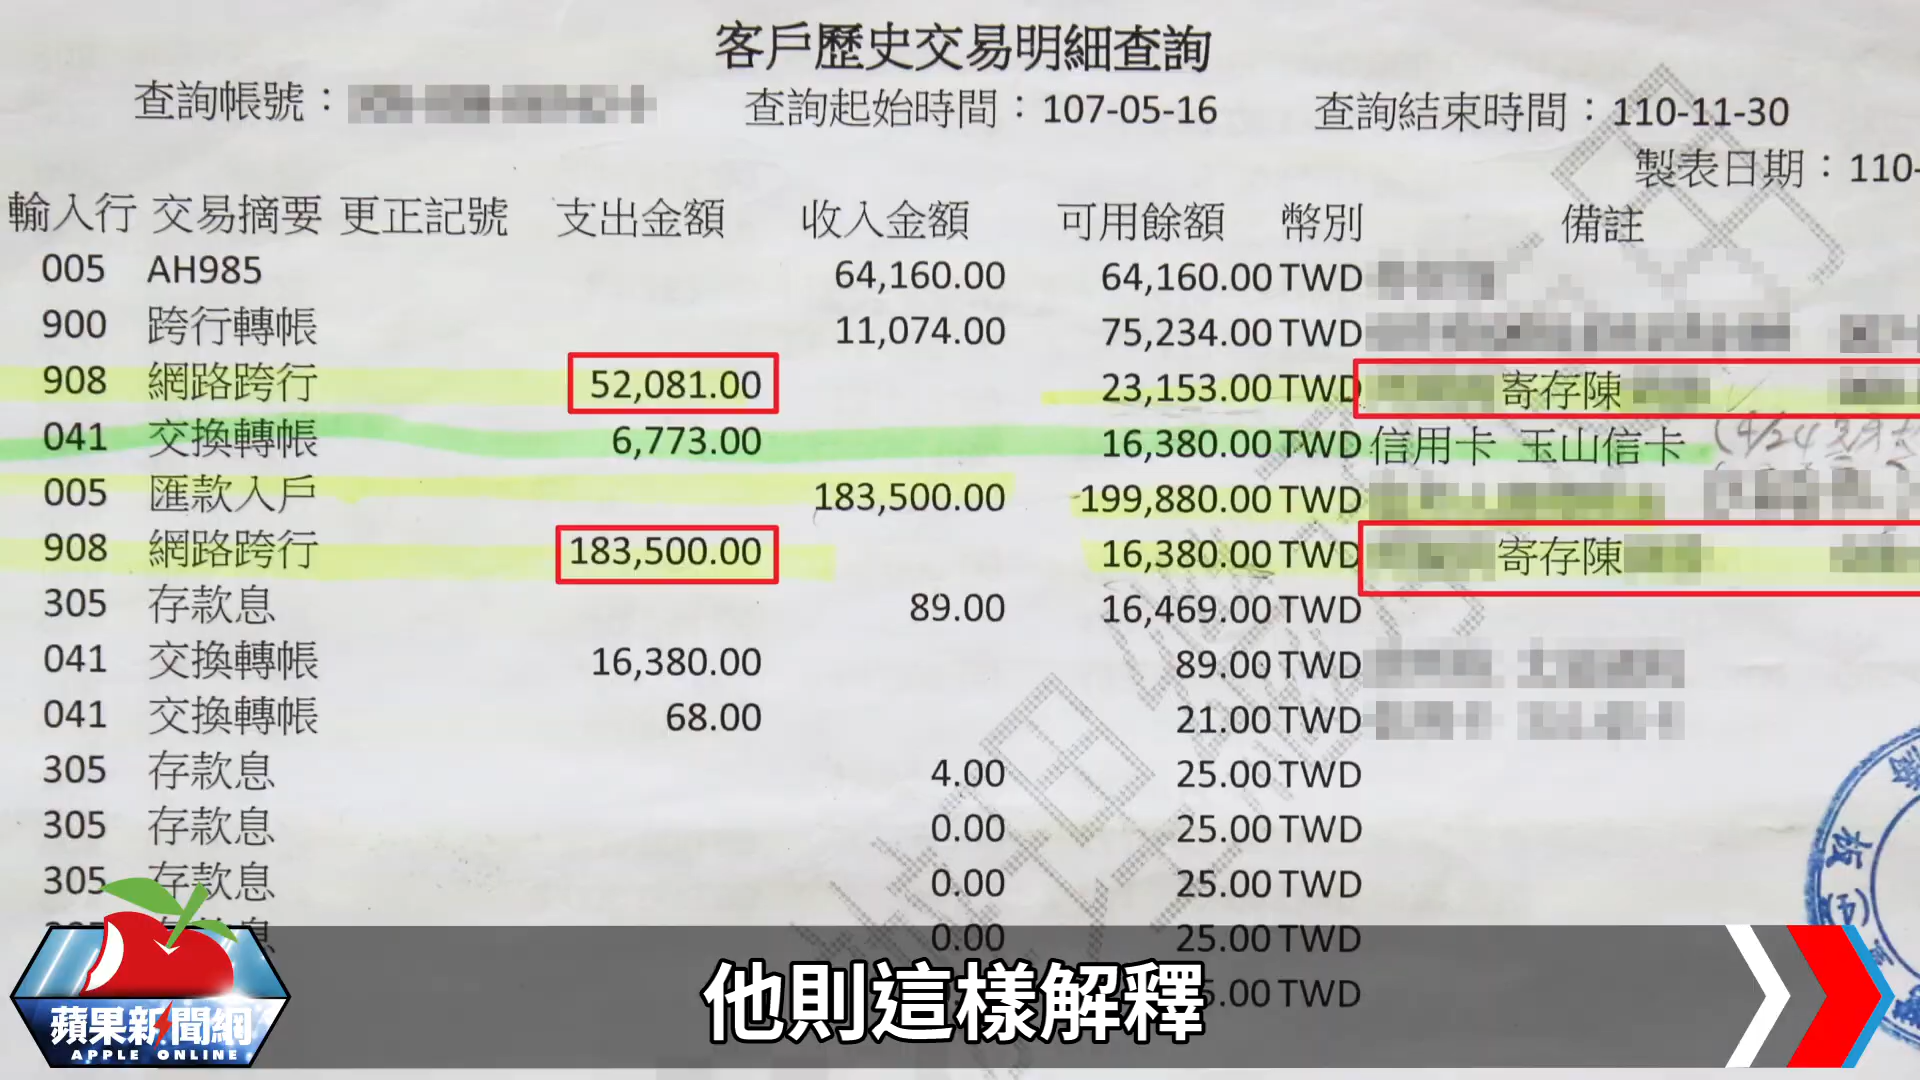 客戶歷史交易明細查詢
查詢帳號： 查詢起始時間：107-05-16 查詢結束時間：110-11-30
製表日期：110-
輸入行 交易摘要 更正記號 支出金額 收入金額 可用餘額 幣別 備註
005 AH985 64,160.00 64,160.00 TWD
900 跨行轉帳 11,074.00 75,234.00 TWD
908 網路跨行 52,081.00 23,153.00 TWD 寄存陳
041 交換轉帳 6,773.00 16,380.00 TWD 信用卡 玉山信卡 (4/24
005 匯款入戶 183,500.00 199,880.00 TWD
908 網路跨行 183,500.00 16,380.00 TWD 寄存陳
305 存款息 89.00 16,469.00 TWD
041 交換轉帳 16,380.00 89.00 TWD
041 交換轉帳 68.00 21.00 TWD
305 存款息 4.00 25.00 TWD
305 存款息 0.00 25.00 TWD
305 存款息 0.00 25.00 TWD
0.00 25.00 TWD
5.00 TWD
他則這樣解釋
蘋果新聞網
APPLE ONLINE
板